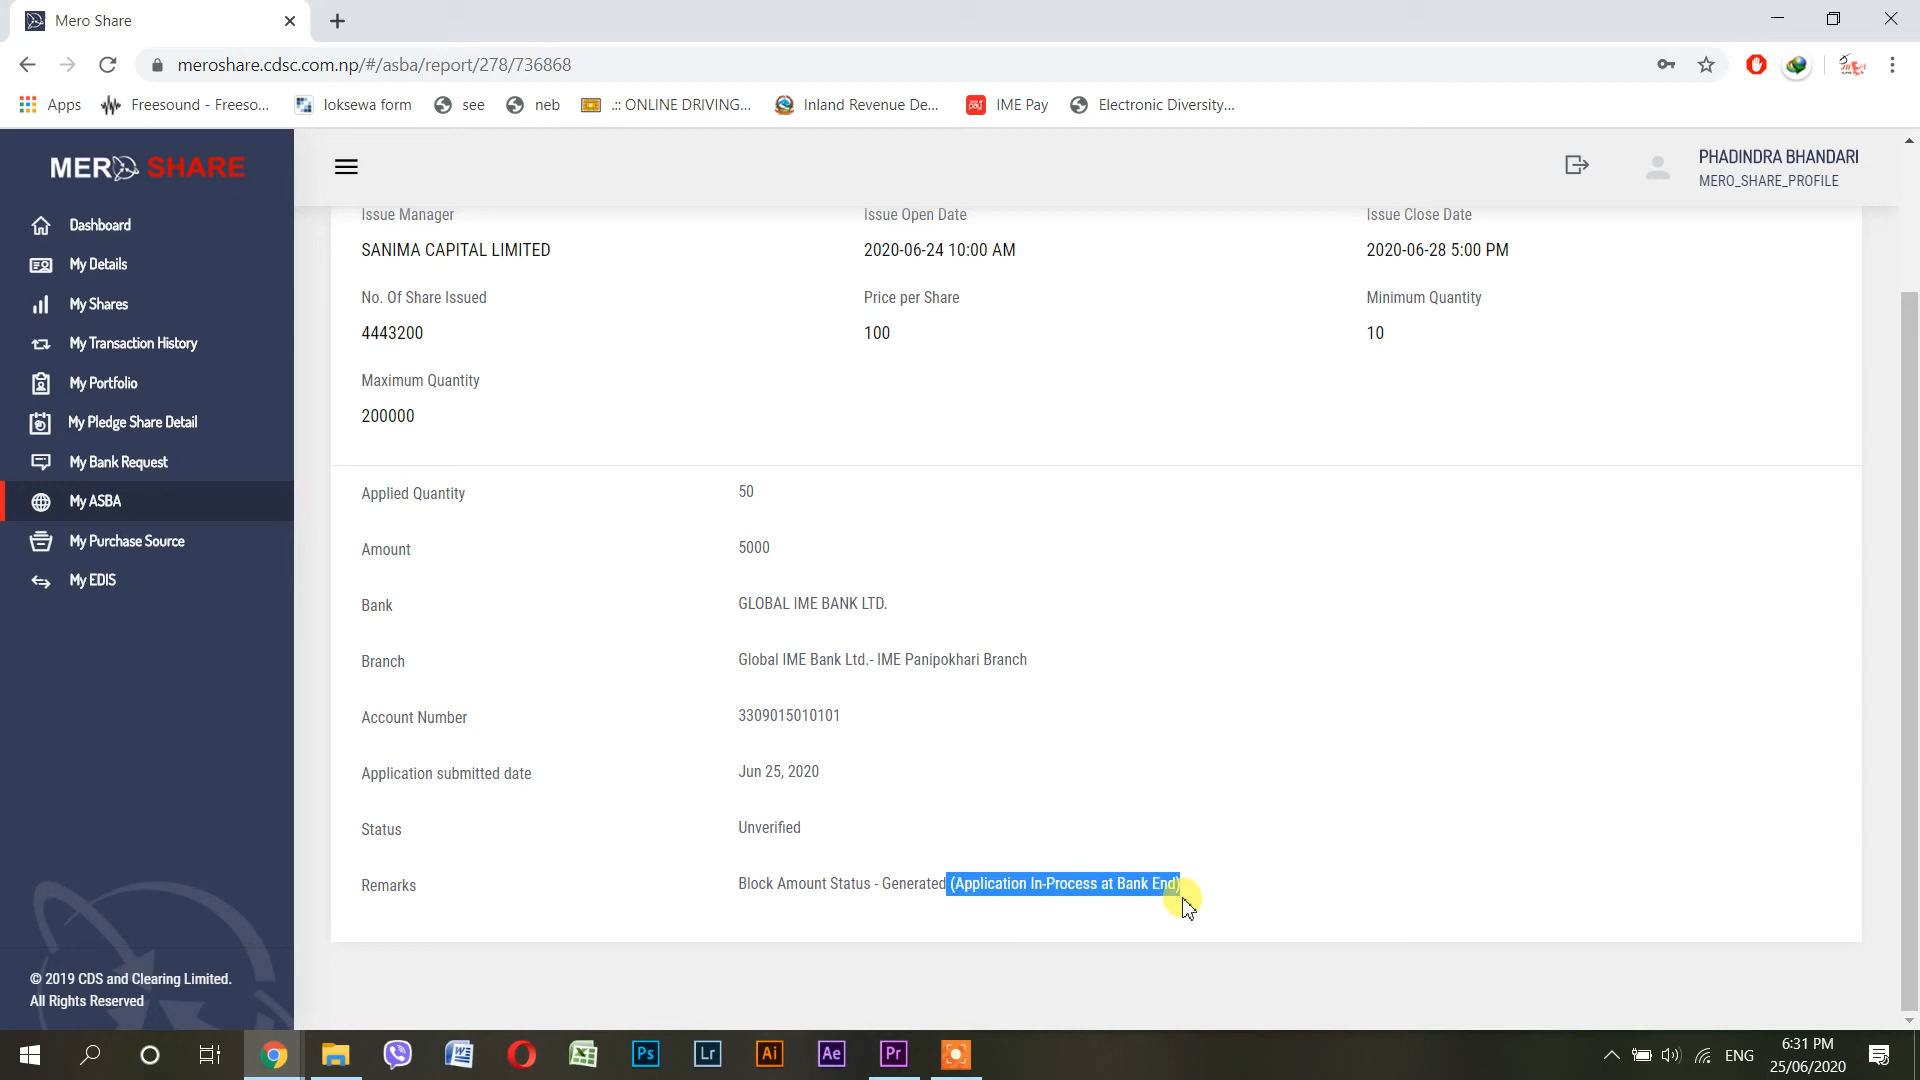 Mero Share
meroshare.cdsc.com.np/#/asba/report/278/736868
Apps Freesound - Freeso... loksewa form see neb .:: ONLINE DRIVING... Inland Revenue De... IME Pay Electronic Diversity...
MERO SHARE
PHADINDRA BHANDARI
MERO_SHARE_PROFILE
Dashboard
My Details
My Shares
My Transaction History
My Portfolio
My Pledge Share Detail
My Bank Request
My ASBA
My Purchase Source
My EDIS
© 2019 CDS and Clearing Limited.
All Rights Reserved
Issue Manager Issue Open Date Issue Close Date
SANIMA CAPITAL LIMITED 2020-06-24 10:00 AM 2020-06-28 5:00 PM
No. Of Share Issued Price per Share Minimum Quantity
4443200 100 10
Maximum Quantity
200000
Applied Quantity 50
Amount 5000
Bank GLOBAL IME BANK LTD.
Branch Global IME Bank Ltd.- IME Panipokhari Branch
Account Number 3309015010101
Application submitted date Jun 25, 2020
Status Unverified
Remarks Block Amount Status - Generated (Application In-Process at Bank End)
Ps Lr Ai Ae Pr
ENG
6:31 PM
25/06/2020